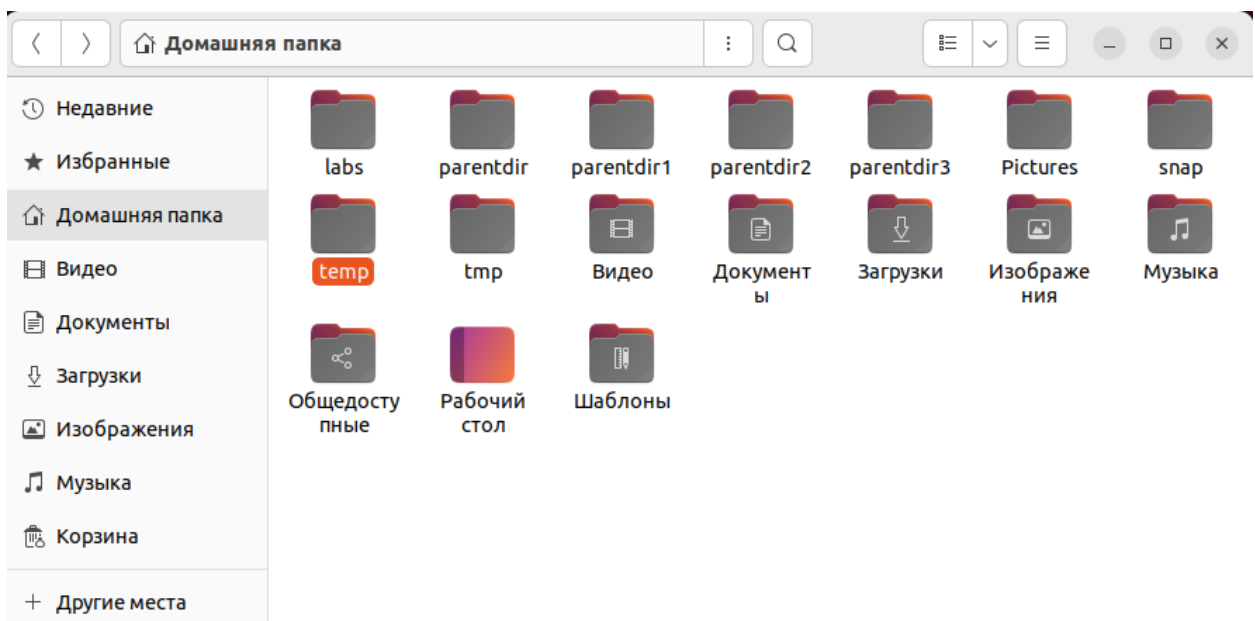 Домашняя папка
Недавние
Избранные
Домашняя папка
Видео
Документы
Загрузки
Изображения
Музыка
Корзина
Другие места
labs
parentdir
parentdir1
parentdir2
parentdir3
Pictures
snap
temp
tmp
Видео
Документ
ы
Загрузки
Изображе
ния
Музыка
Общедосту
пные
Рабочий
стол
Шаблоны